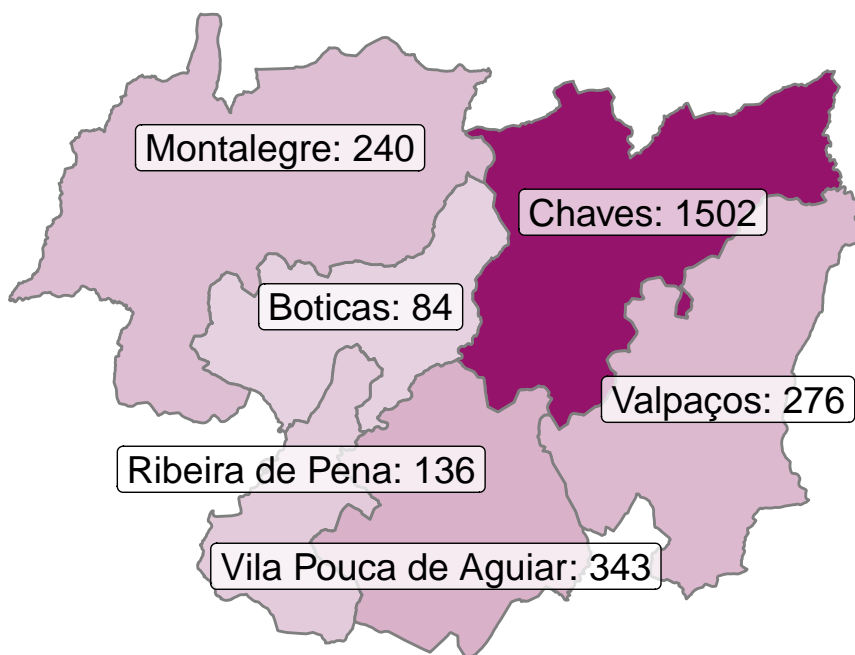 Montalegre: 240
Chaves: 1502
Boticas: 84
Valpaços: 276
Ribeira de Pena: 136
Vila Pouca de Aguiar: 343